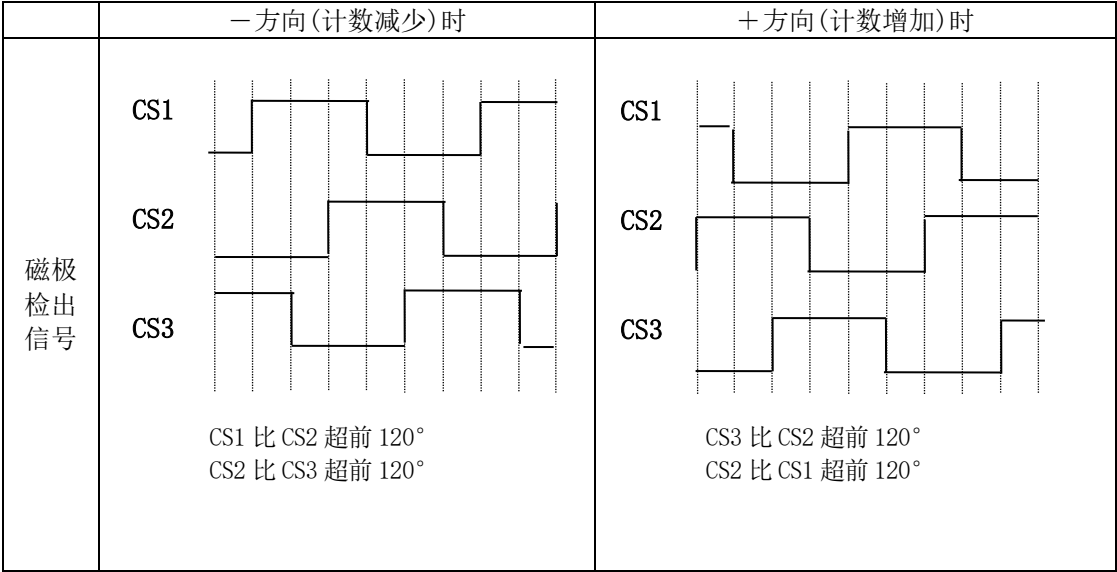 －方向(计数减少)时
＋方向(计数增加)时
磁极
检出
信号
CS1
CS2
CS3
CS1 比 CS2 超前 120°
CS2 比 CS3 超前 120°
CS1
CS2
CS3
CS3 比 CS2 超前 120°
CS2 比 CS1 超前 120°